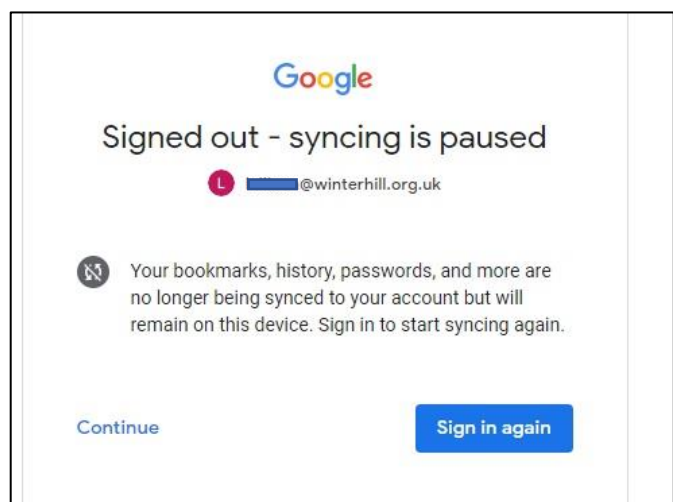 Google
Signed out - syncing is paused
L @winterhill.org.uk
Your bookmarks, history, passwords, and more are
no longer being synced to your account but will
remain on this device. Sign in to start syncing again.
Continue Sign in again